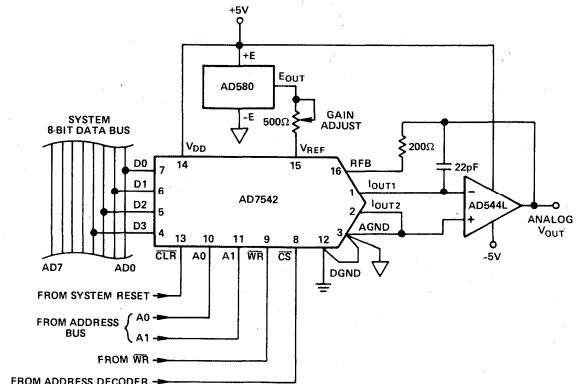 +5V
+E
AD580
EOUT
-E
500Ω
GAIN
ADJUST
SYSTEM
8-BIT DATA BUS
VDD
VREF
200Ω
14
15
16
RFB
22pF
D0
7
D1
6
D2
5
D3
4
AD7542
1
IOUT1
2
IOUT2
3
AGND
−
+
AD544L
ANALOG
VOUT
-5V
AD7
AD0
13
10
11
9
8
12
CLR
A0
A1
WR
CS
DGND
FROM SYSTEM RESET
FROM ADDRESS
BUS
A0
A1
FROM WR
FROM ADDRESS DECODER